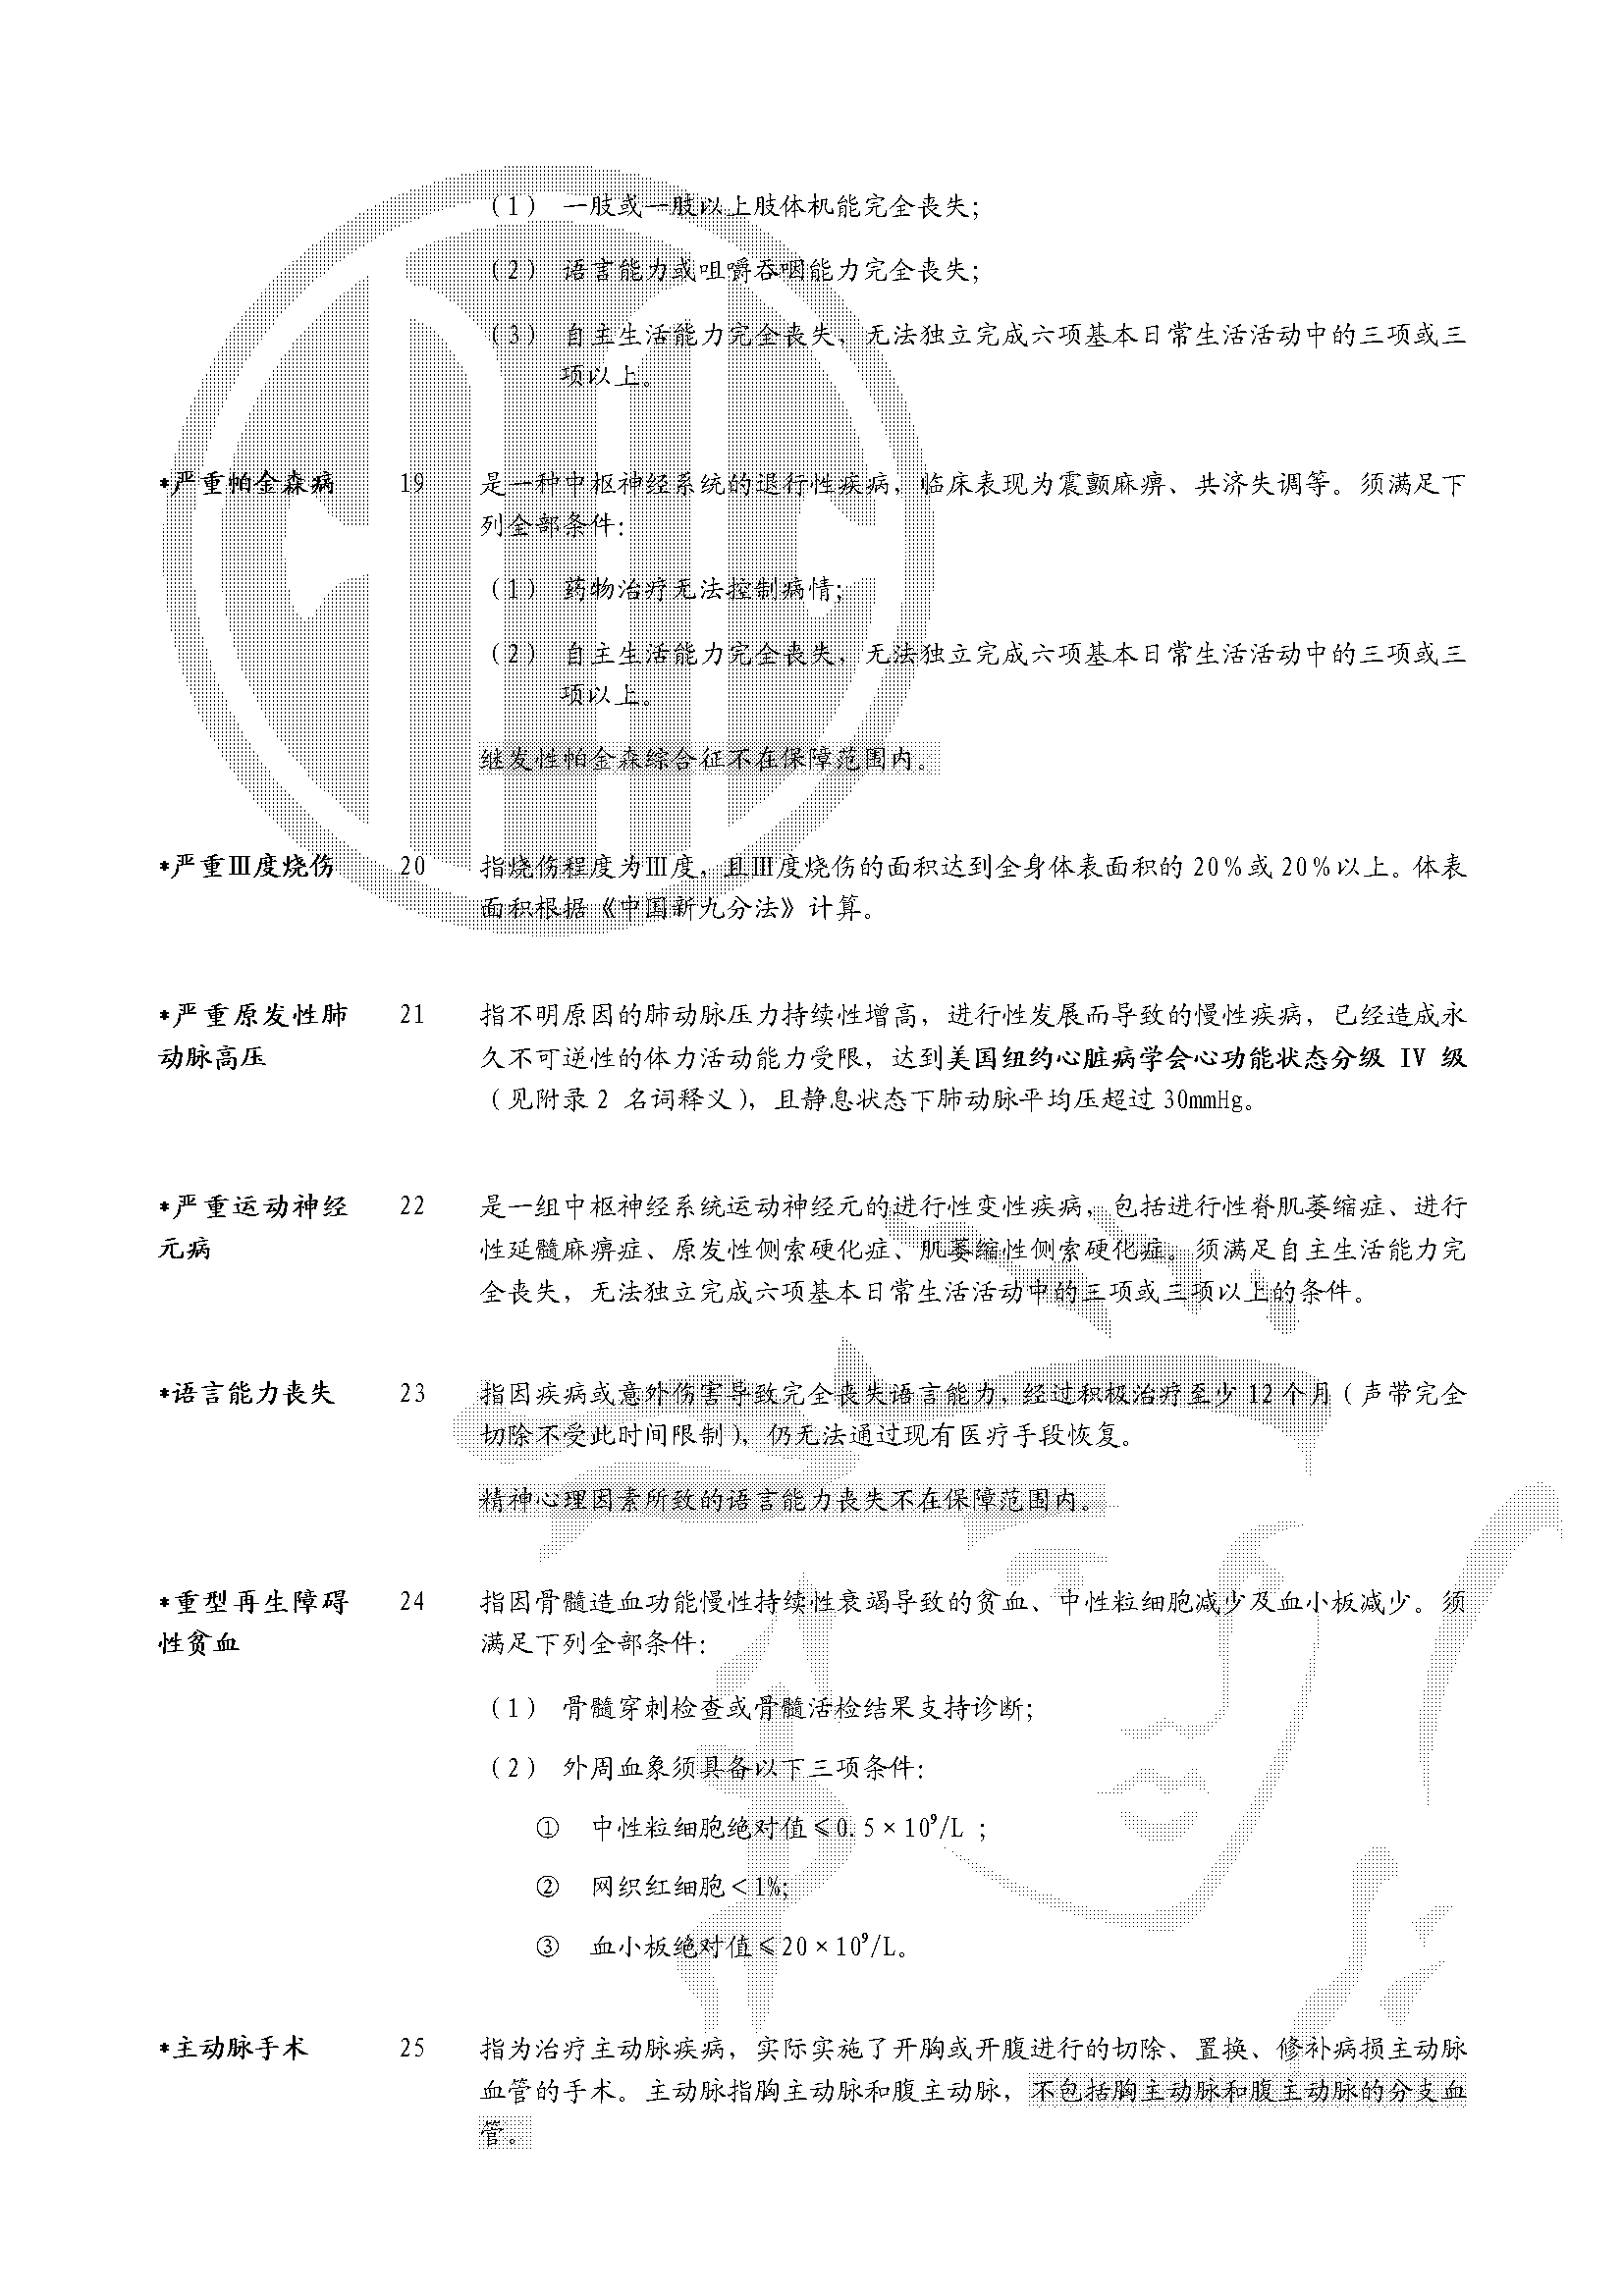 （1） 一肢或一肢以上肢体机能完全丧失；
（2） 语言能力或咀嚼吞咽能力完全丧失；
（3） 自主生活能力完全丧失，无法独立完成六项基本日常生活活动中的三项或三
项以上。
*严重帕金森病 19 是一种中枢神经系统的退行性疾病，临床表现为震颤麻痹、共济失调等。须满足下
列全部条件：
（1） 药物治疗无法控制病情；
（2） 自主生活能力完全丧失，无法独立完成六项基本日常生活活动中的三项或三
项以上。
继发性帕金森综合征不在保障范围内。
*严重Ⅲ度烧伤 20 指烧伤程度为Ⅲ度，且Ⅲ度烧伤的面积达到全身体表面积的 20%或 20%以上。体表
面积根据《中国新九分法》计算。
*严重原发性肺 21 指不明原因的肺动脉压力持续性增高，进行性发展而导致的慢性疾病，已经造成永
动脉高压 久不可逆性的体力活动能力受限，达到美国纽约心脏病学会心功能状态分级 IV 级
（见附录 2 名词释义），且静息状态下肺动脉平均压超过 30mmHg。
*严重运动神经 22 是一组中枢神经系统运动神经元的进行性变性疾病，包括进行性脊肌萎缩症、进行
元病 性延髓麻痹症、原发性侧索硬化症、肌萎缩性侧索硬化症。须满足自主生活能力完
全丧失，无法独立完成六项基本日常生活活动中的三项或三项以上的条件。
*语言能力丧失 23 指因疾病或意外伤害导致完全丧失语言能力，经过积极治疗至少 12 个月（声带完全
切除不受此时间限制），仍无法通过现有医疗手段恢复。
精神心理因素所致的语言能力丧失不在保障范围内。
*重型再生障碍 24 指因骨髓造血功能慢性持续性衰竭导致的贫血、中性粒细胞减少及血小板减少。须
性贫血 满足下列全部条件：
（1） 骨髓穿刺检查或骨髓活检结果支持诊断；
（2） 外周血象须具备以下三项条件：
① 中性粒细胞绝对值≤0.5×10⁹/L ；
② 网织红细胞＜1%;
③ 血小板绝对值≤20×10⁹/L。
*主动脉手术 25 指为治疗主动脉疾病，实际实施了开胸或开腹进行的切除、置换、修补病损主动脉
血管的手术。主动脉指胸主动脉和腹主动脉，不包括胸主动脉和腹主动脉的分支血
管。